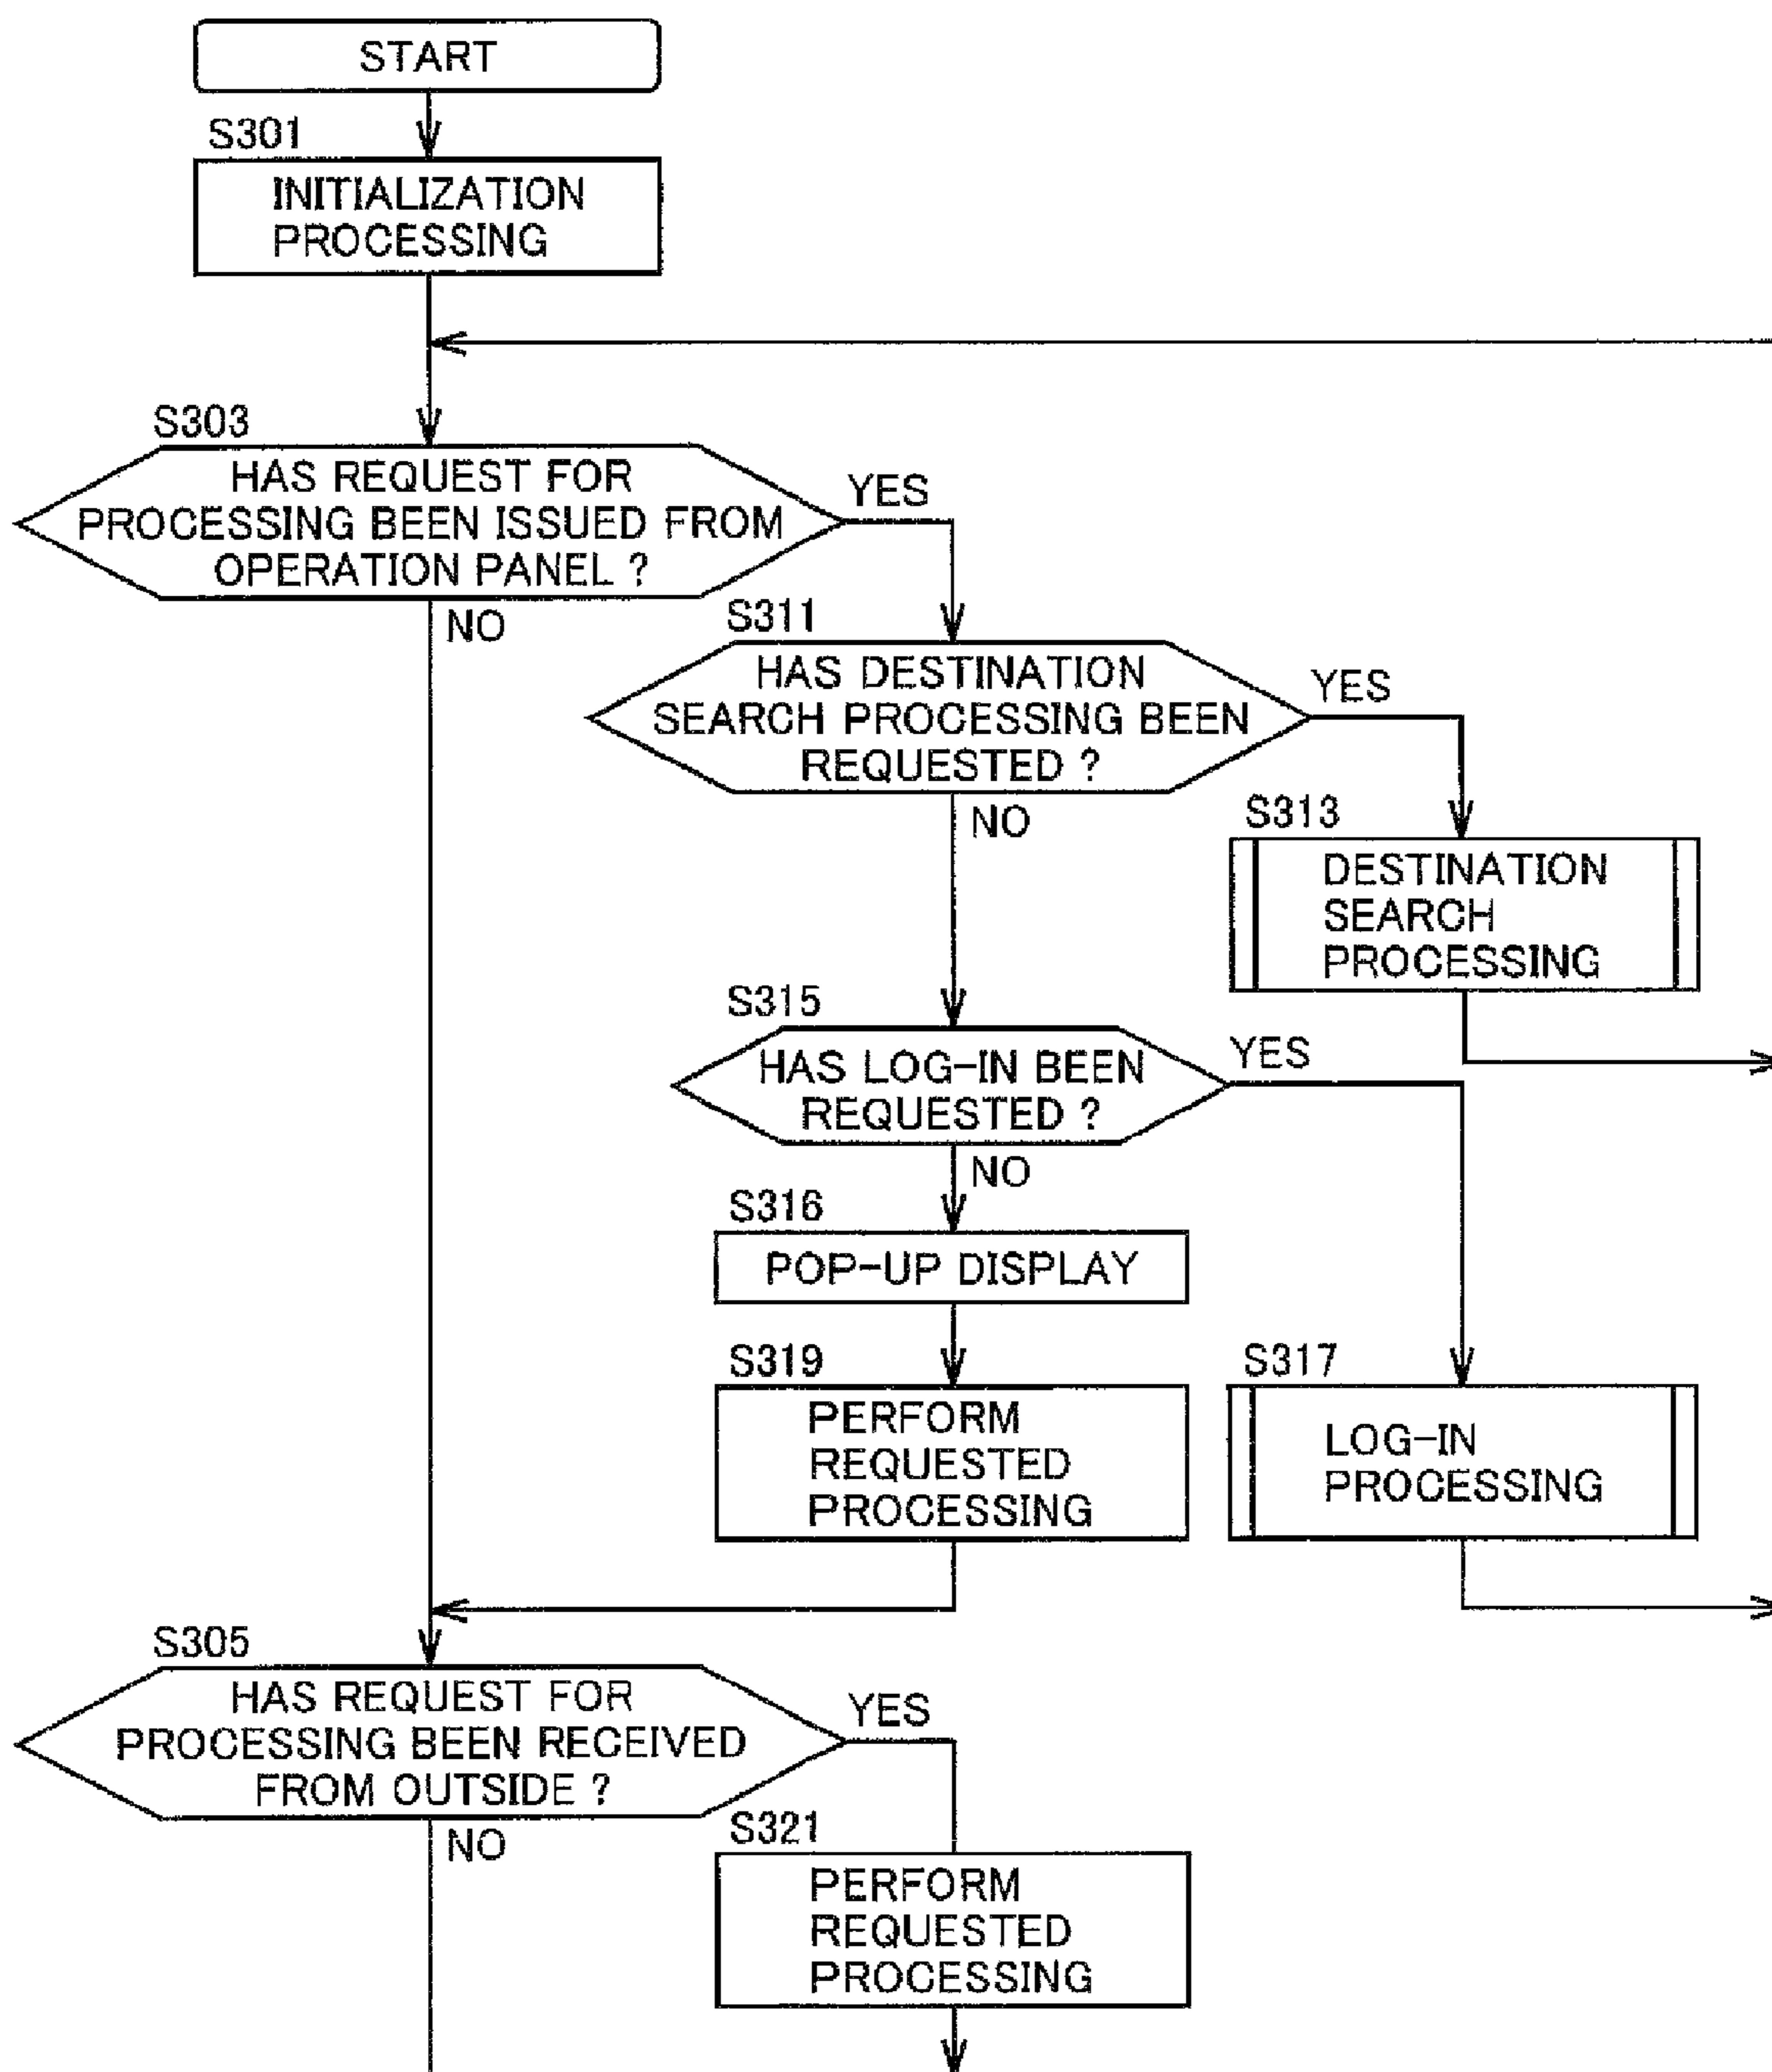 START
S301
INITIALIZATION
PROCESSING
S303
HAS REQUEST FOR
PROCESSING BEEN ISSUED FROM
OPERATION PANEL ?
YES
NO
S311
HAS DESTINATION
SEARCH PROCESSING BEEN
REQUESTED ?
YES
NO
S313
DESTINATION
SEARCH
PROCESSING
S315
HAS LOG-IN BEEN
REQUESTED ?
YES
NO
S316
POP-UP DISPLAY
S319
PERFORM
REQUESTED
PROCESSING
S317
LOG-IN
PROCESSING
S305
HAS REQUEST FOR
PROCESSING BEEN RECEIVED
FROM OUTSIDE ?
YES
NO
S321
PERFORM
REQUESTED
PROCESSING